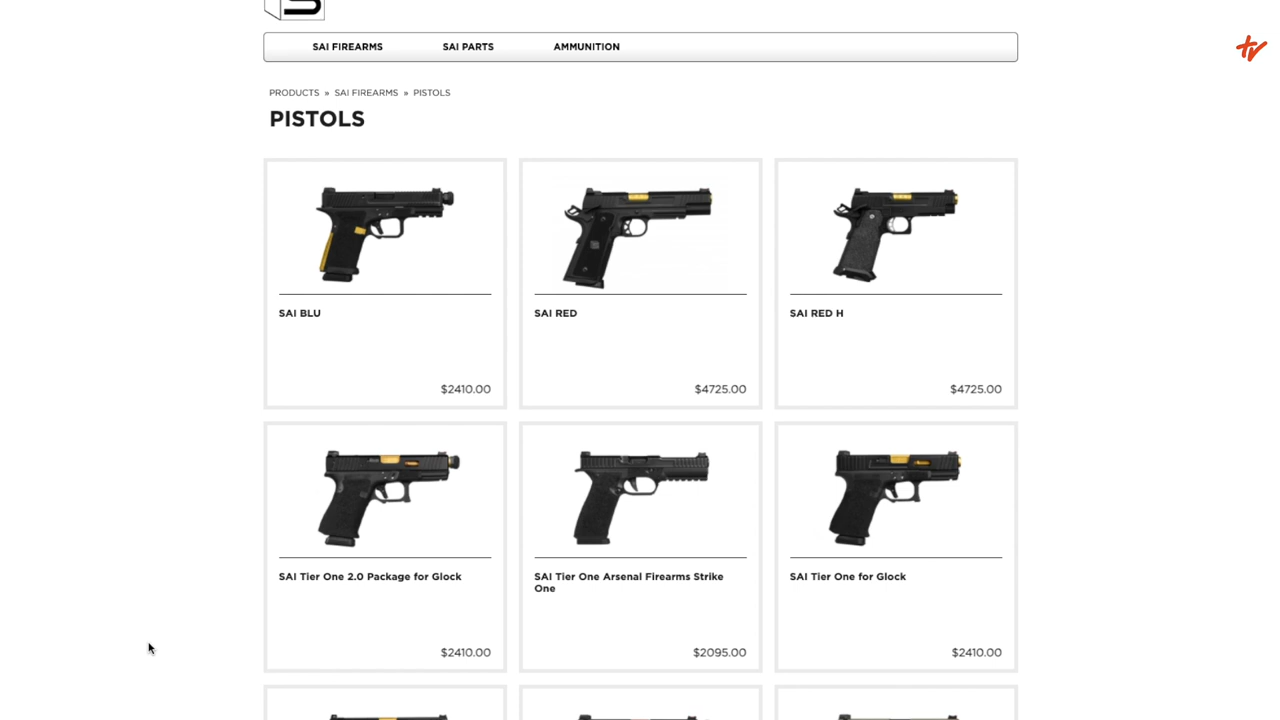 SAI FIREARMS SAI PARTS AMMUNITION
PRODUCTS » SAI FIREARMS » PISTOLS
PISTOLS
SAI BLU
$2410.00
SAI RED
$4725.00
SAI RED H
$4725.00
SAI Tier One 2.0 Package for Glock
$2410.00
SAI Tier One Arsenal Firearms Strike
One
$2095.00
SAI Tier One for Glock
$2410.00
tv